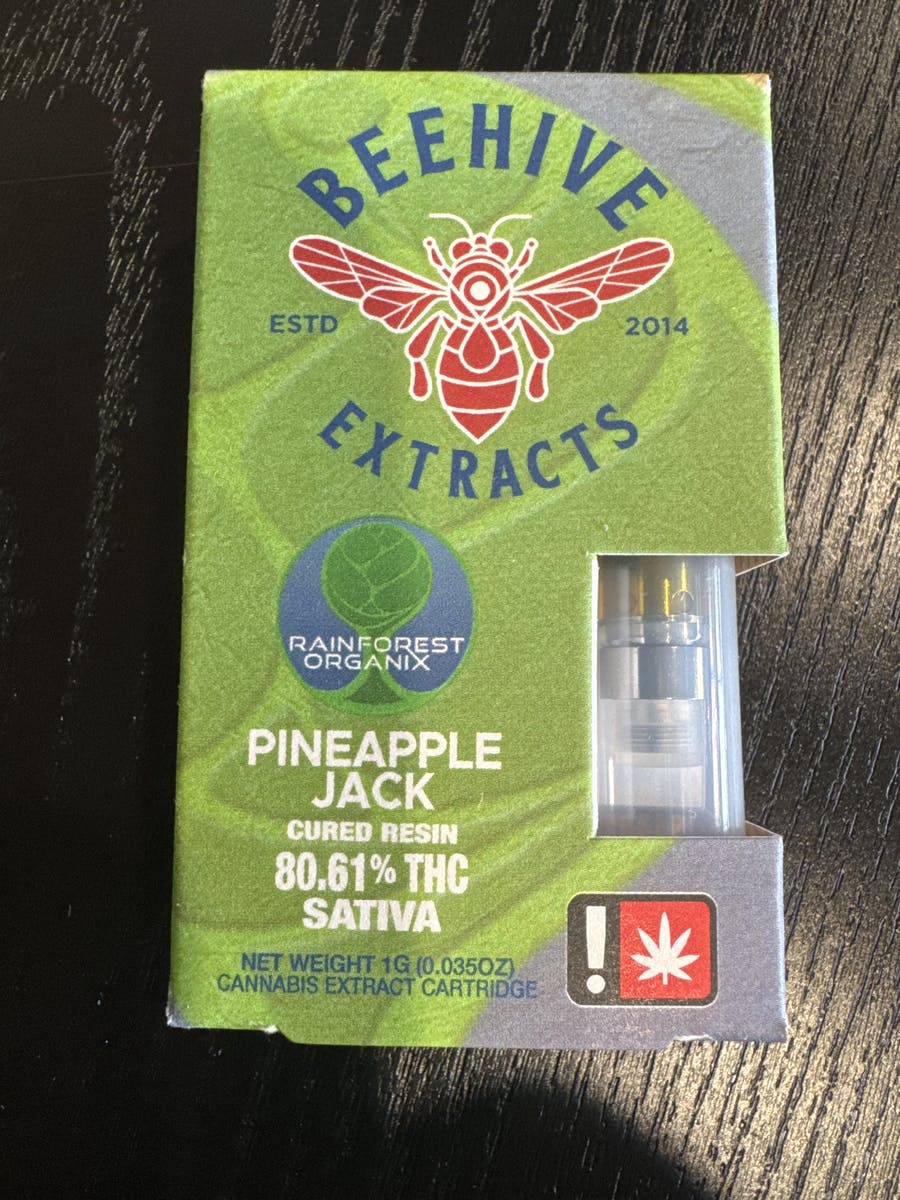 BEEHIVE
ESTD 2014
EXTRACTS
RAINFOREST
ORGANIX
PINEAPPLE
JACK
CURED RESIN
80.61% THC
SATIVA
NET WEIGHT 1G (0.035OZ)
CANNABIS EXTRACT CARTRIDGE
!